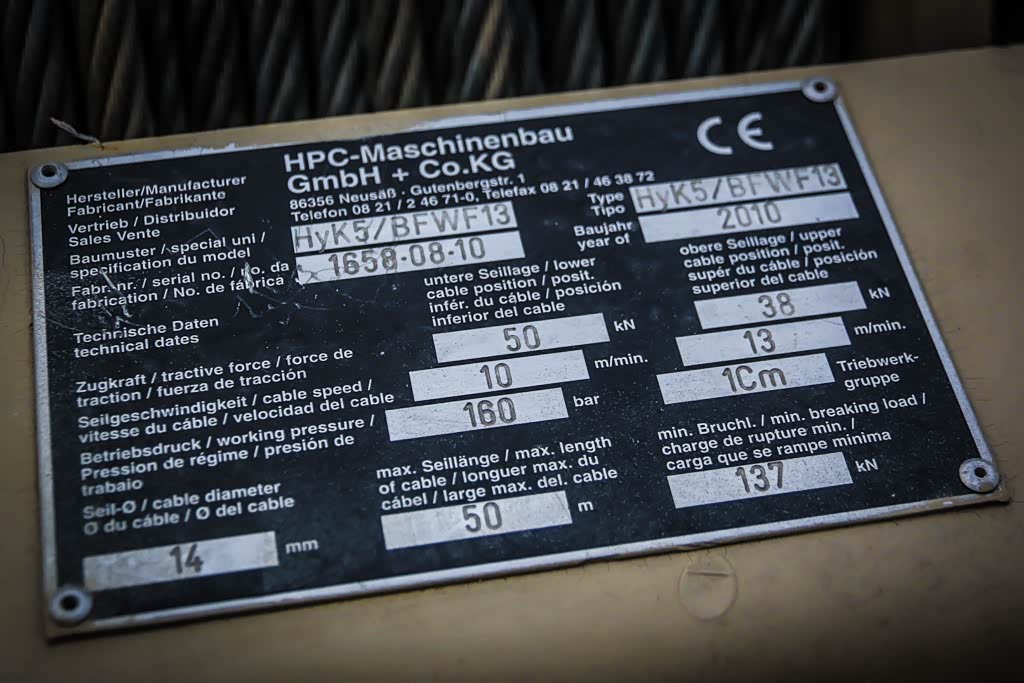 HPC-Maschinenbau
GmbH + Co.KG
86356 Neusäß · Gutenbergstr. 1
Telefon 08 21 / 2 46 71-0, Telefax 08 21 / 46 38 72
CE
Hersteller/Manufacturer
Fabricant/Fabrikante
Vertrieb / Distribuidor
Sales Vente
Baumuster / special uni /
specification du model
HyK5/BFWF13
Type
Tipo
HyK5/BFWF13
Fabr.nr. / serial no. / No. da
fabrication / No. de fábrica
1658-08-10
Baujahr
year of
2010
Technische Daten
technical dates
untere Seillage / lower
cable position / posit.
infér. du câble / posición
inferior del cable
obere Seillage / upper
cable position / posit.
supér du câble / posición
superior del cable
Zugkraft / tractive force / force de
traction / fuerza de tracción
50 kN
38 kN
Seilgeschwindigkeit / cable speed /
vitesse du câble / velocidad del cable
10 m/min.
13 m/min.
Betriebsdruck / working pressure /
Pression de régime / presión de
trabaio
160 bar
1Cm
Triebwerk-
gruppe
Seil-Ø / cable diameter
Ø du câble / Ø del cable
14 mm
max. Seillänge / max. length
of cable / longuer max. du
cábel / large max. del. cable
50 m
min. Bruchl. / min. breaking load /
charge de rupture min. /
carga que se rampe minima
137 kN